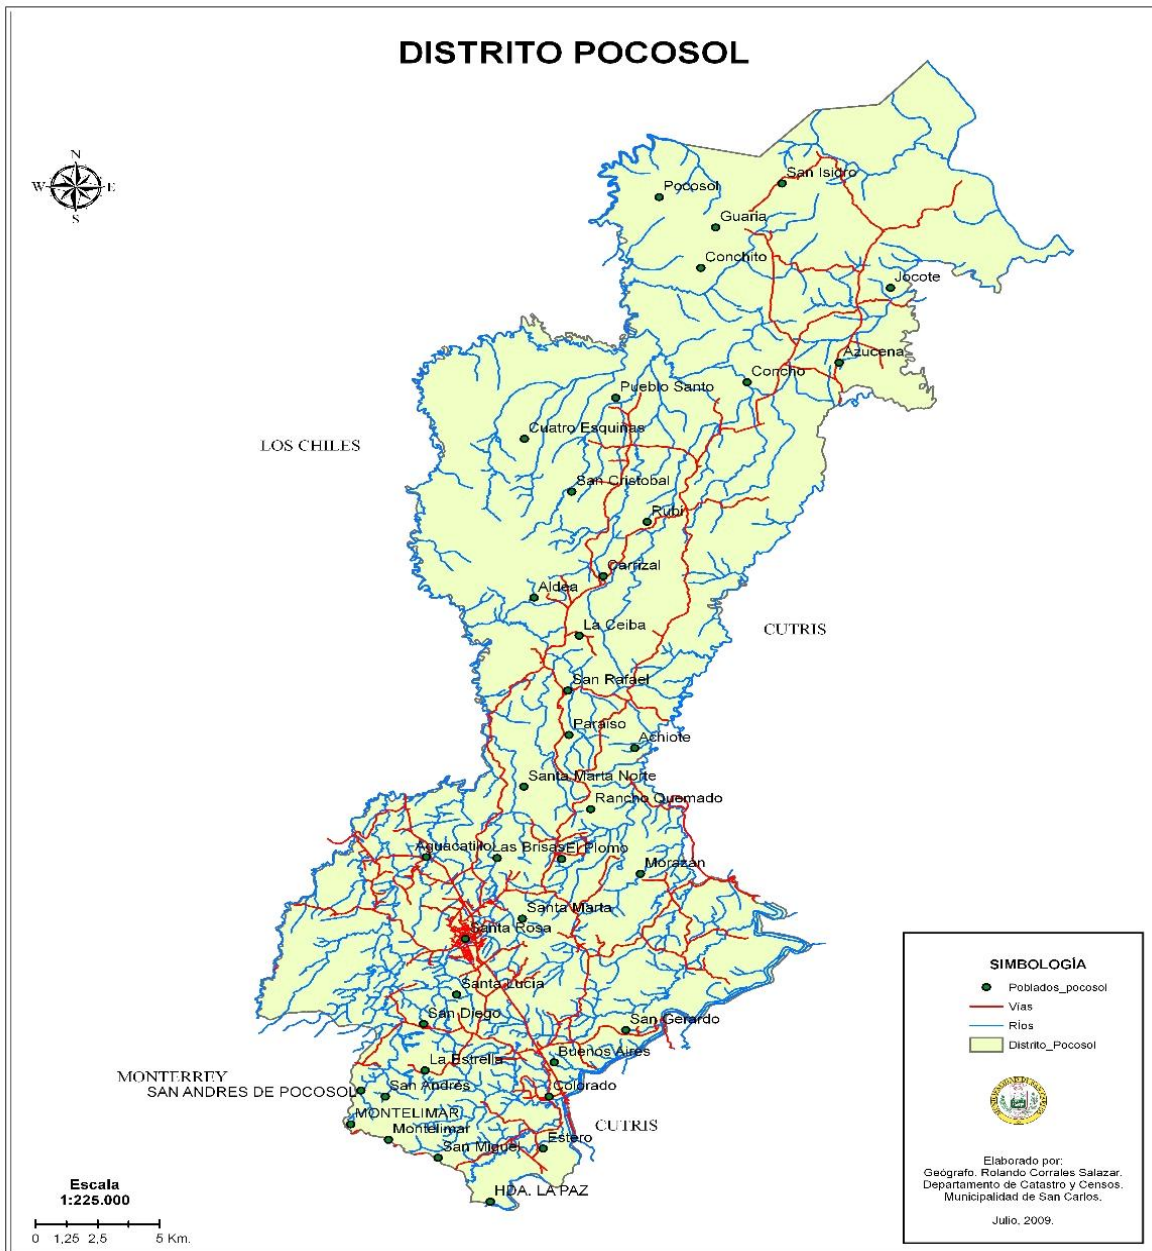 DISTRITO POCOSOL
N
W E
S
San Isidro
Pocosol
Guaria
Conchito
Jocote
Azucena
Concho
Pueblo Santo
LOS CHILES
Cuatro Esquinas
San Cristobal
Rubi
Carrizal
Aldea
La Ceiba
CUTRIS
San Rafael
Paraiso
Achiote
Santa Marta Norte
Rancho Quemado
Aguacatillo
Las Brisas
El Plomo
Morazán
Santa Marta
Santa Rosa
Santa Lucia
San Diego
San Gerardo
Buenos Aires
La Estrella
MONTERREY
SAN ANDRES DE POCOSOL
San Andrés
Colorado
MONTELIMAR
CUTRIS
Montelimar
Estero
San Miguel
HDA. LA PAZ
Escala
1:225.000
0 1,25 2,5 5 Km.
SIMBOLOGÌA
Poblados_pocosol
Vías
RÍos
Distrito_Pocosol
Elaborado por:
Geógrafo. Rolando Corrales Salazar.
Departamento de Catastro y Censos.
Municipalidad de San Carlos.
Julio, 2009.